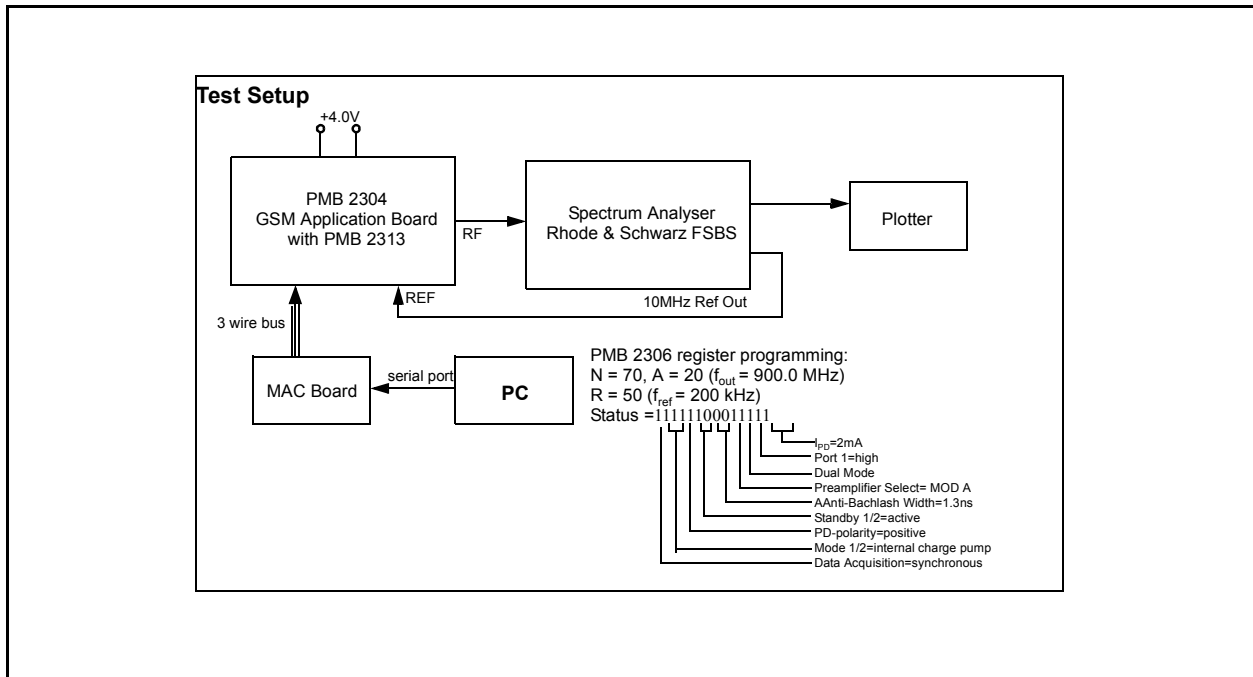 Test Setup
+4.0V
PMB 2304
GSM Application Board
with PMB 2313
RF
Spectrum Analyser
Rhode & Schwarz FSBS
Plotter
REF
10MHz Ref Out
3 wire bus
MAC Board
serial port
PC
PMB 2306 register programming:
N = 70, A = 20 (fout = 900.0 MHz)
R = 50 (fref = 200 kHz)
Status =11111100011111
IPD=2mA
Port 1=high
Dual Mode
Preamplifier Select= MOD A
AAnti-Bachlash Width=1.3ns
Standby 1/2=active
PD-polarity=positive
Mode 1/2=internal charge pump
Data Acquisition=synchronous